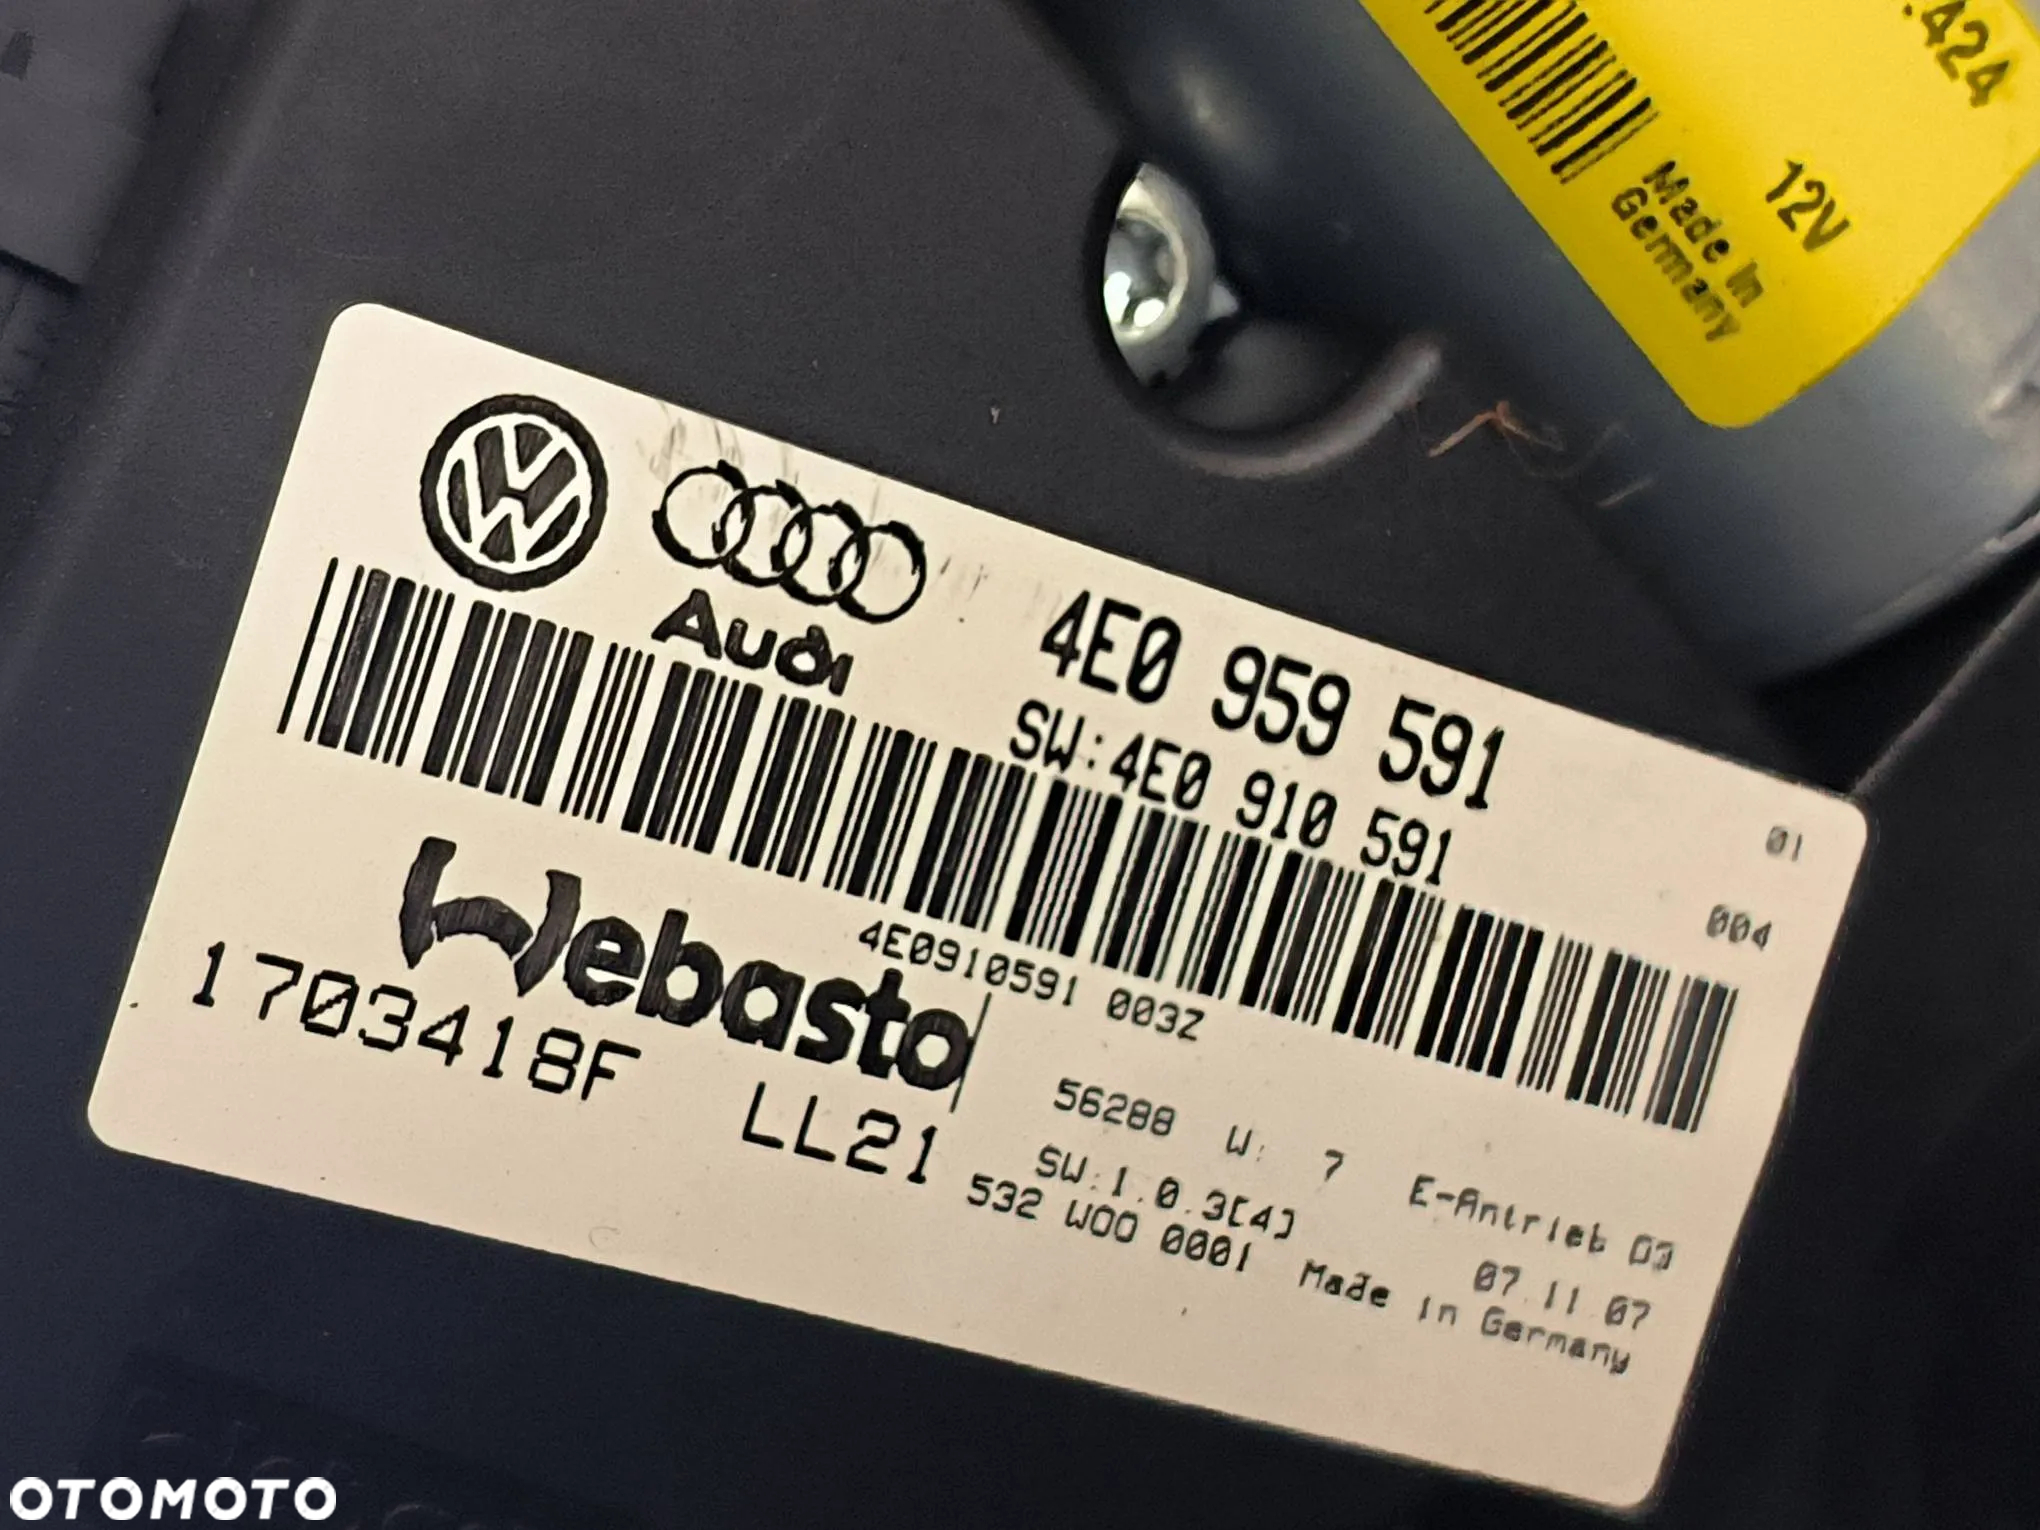 .424
12V
Made in
Germany
Audi
4E0 959 591
SW:4E0 910 591
01
004
4E0910591 003Z
Webasto
1703418F LL21
56288 W: 7 E-Antrieb
SW:1.0.3[4] 07.11.07
532 W00 0001 Made in Germany
OTOMOTO